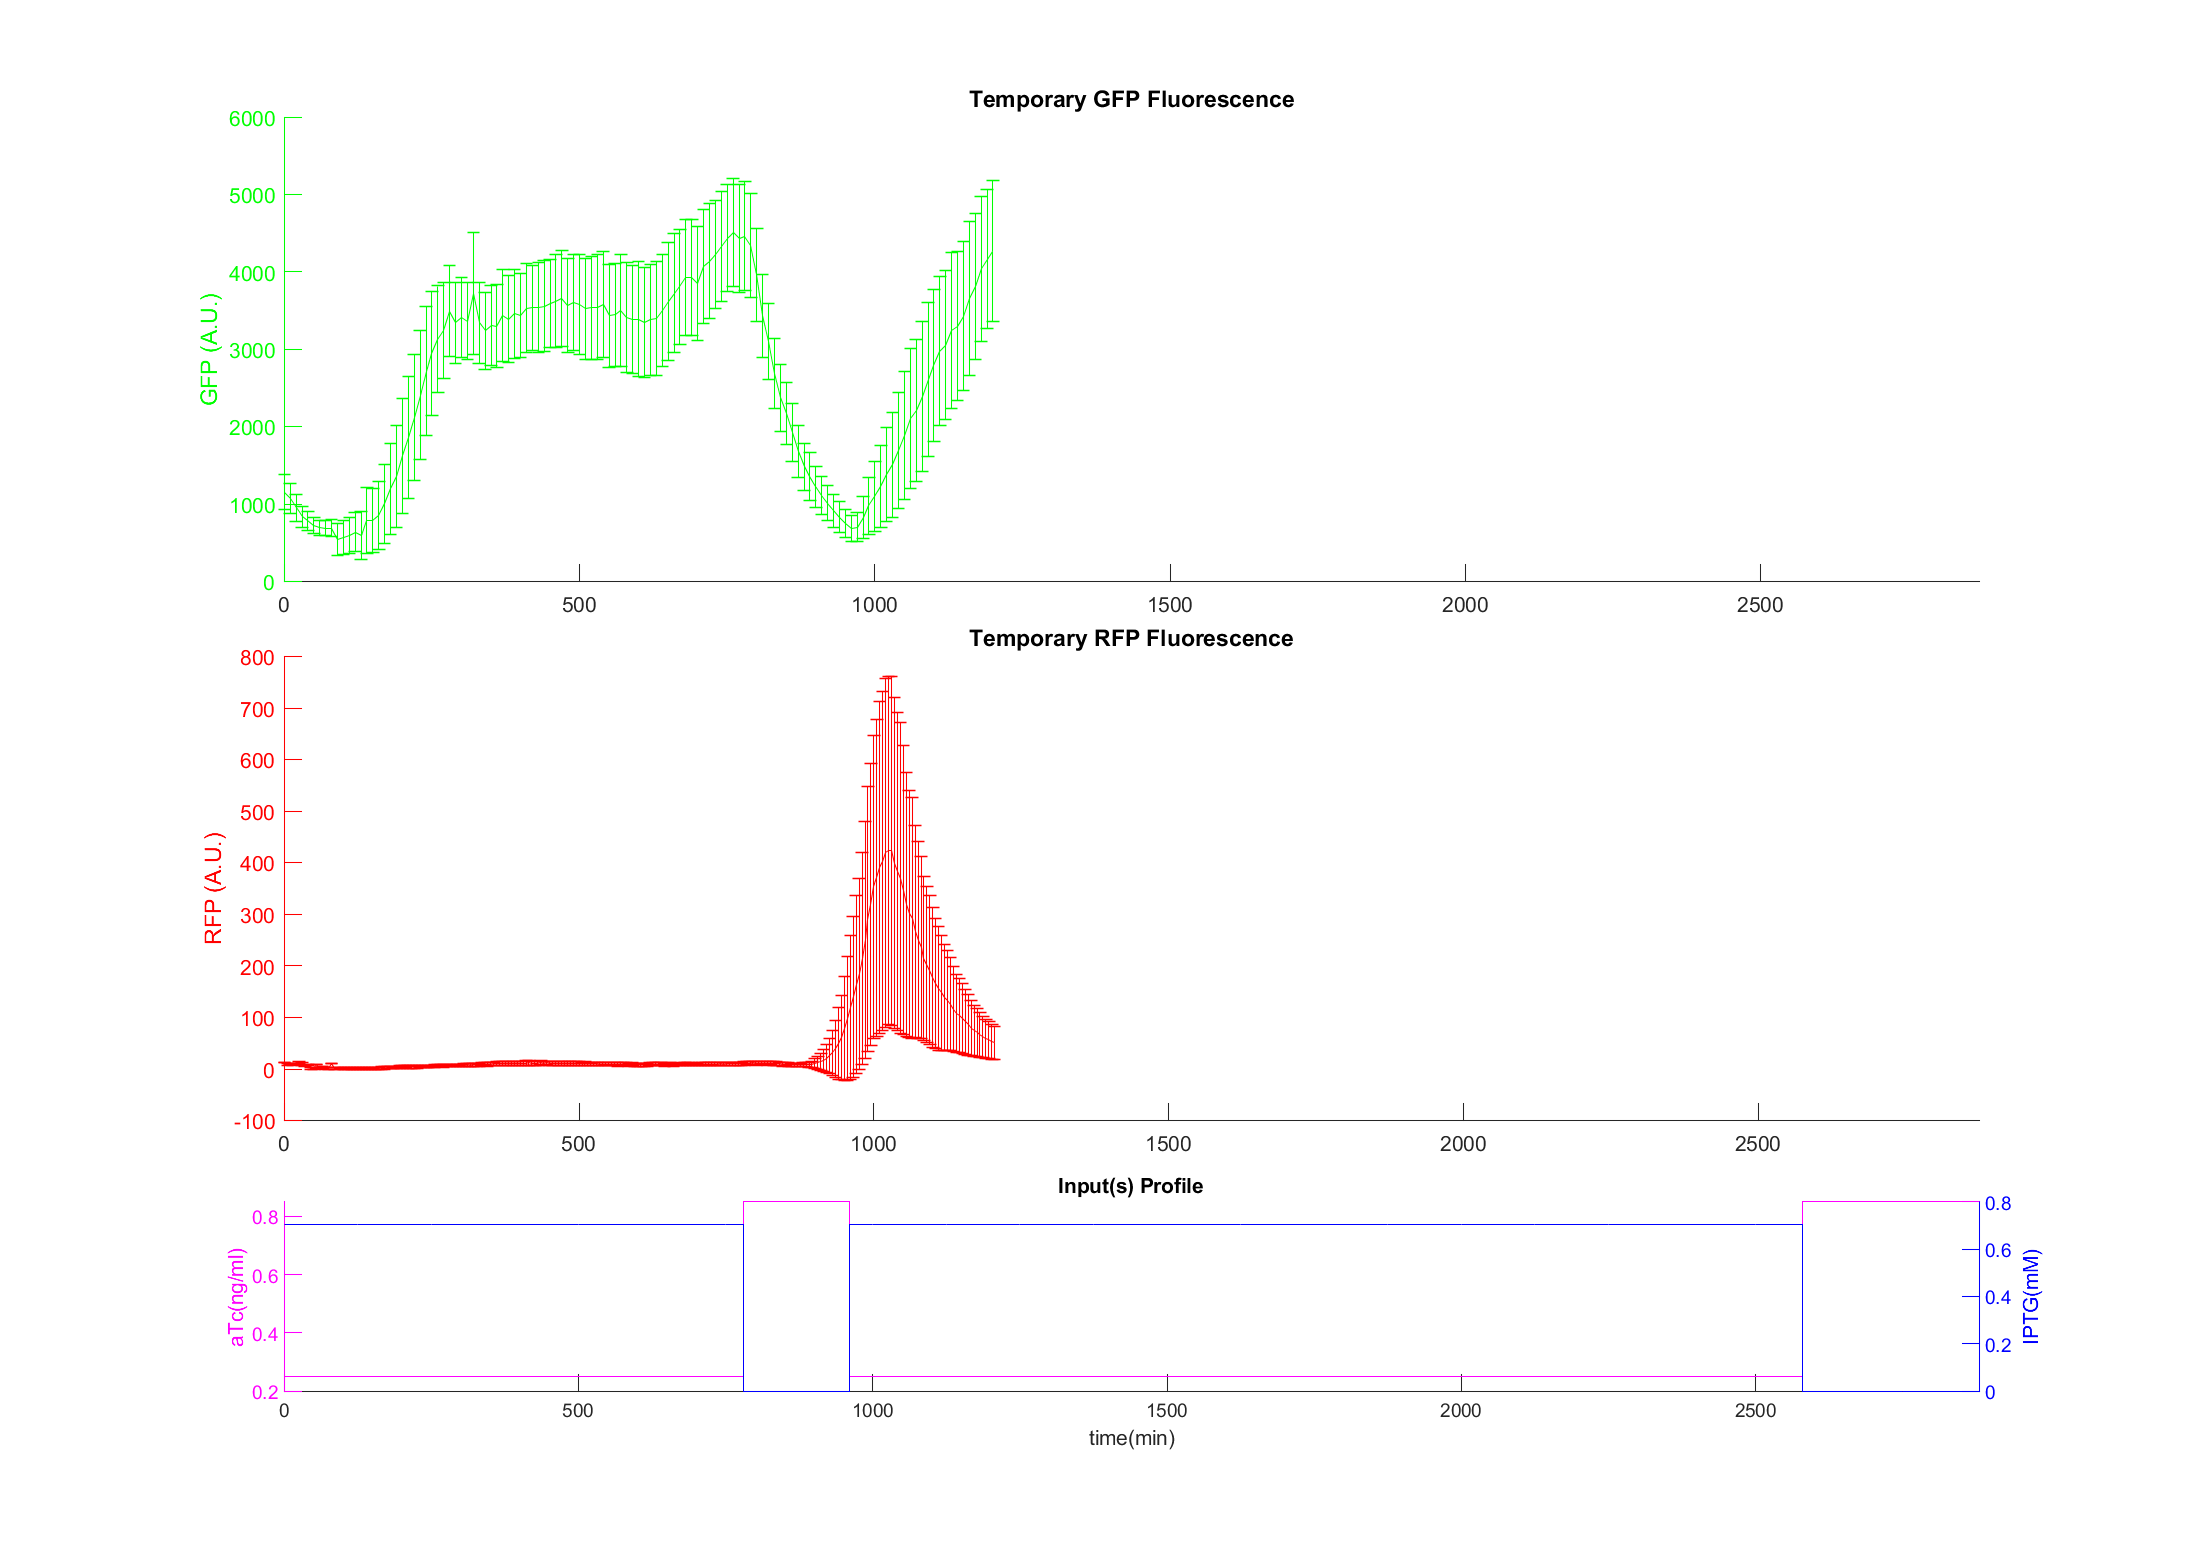 Temporary GFP Fluorescence
6000
5000
4000
3000
2000
1000
0
GFP (A.U.)
0 500 1000 1500 2000 2500
Temporary RFP Fluorescence
800
700
600
500
400
300
200
100
0
-100
RFP (A.U.)
0 500 1000 1500 2000 2500
Input(s) Profile
0.8
0.6
0.4
0.2
aTc(ng/ml)
0.8
0.6
0.4
0.2
0
IPTG(mM)
0 500 1000 1500 2000 2500
time(min)